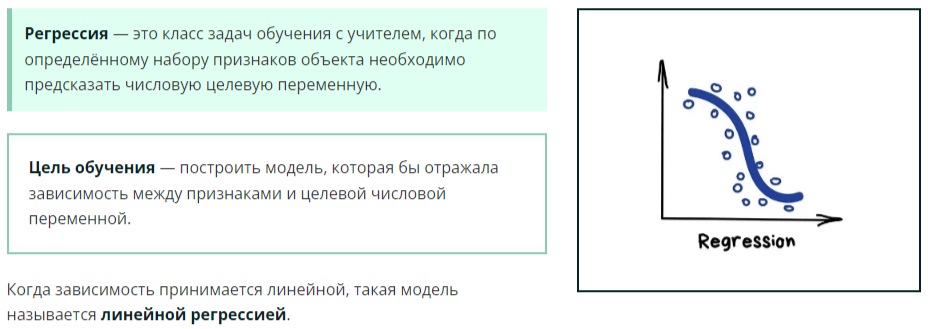 Регрессия — это класс задач обучения с учителем, когда по
определённому набору признаков объекта необходимо
предсказать числовую целевую переменную.
Цель обучения — построить модель, которая бы отражала
зависимость между признаками и целевой числовой
переменной.
Когда зависимость принимается линейной, такая модель
называется линейной регрессией.
Regression